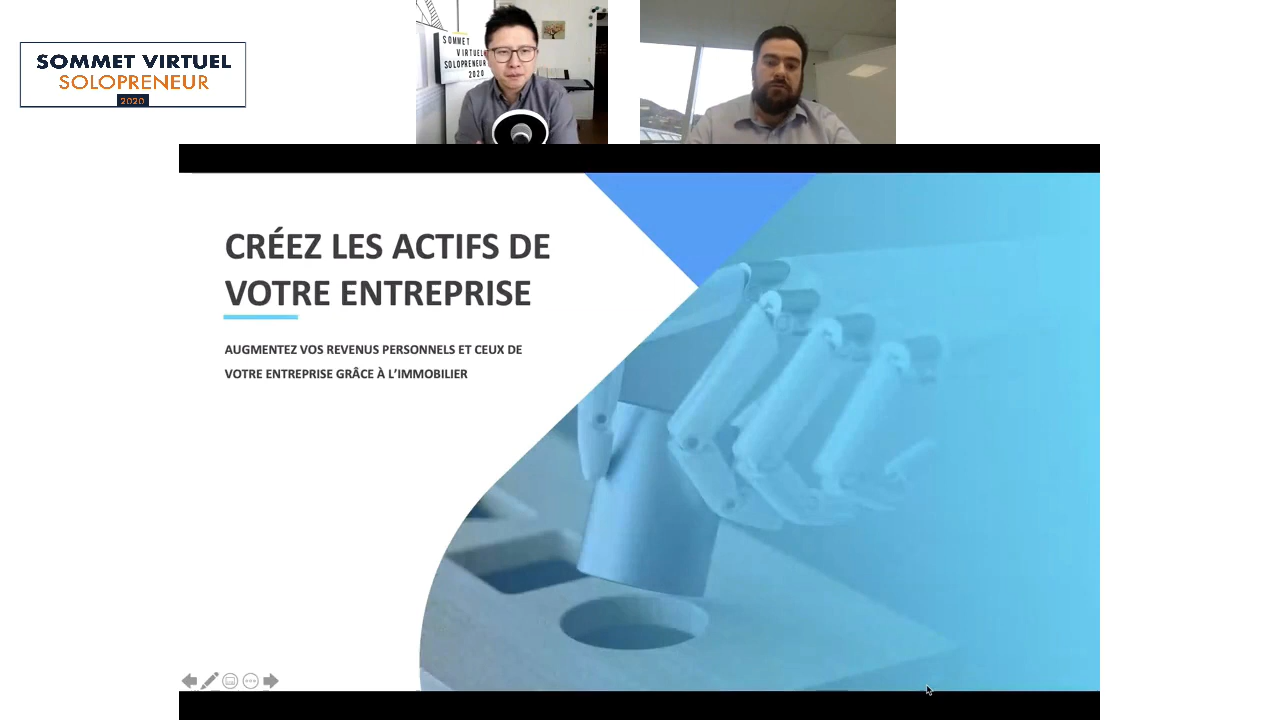 SOMMET VIRTUEL
SOLOPRENEUR
2020
SOMMET
VIRTUEL
SOLOPRENEUR
2020
CRÉEZ LES ACTIFS DE
VOTRE ENTREPRISE
AUGMENTEZ VOS REVENUS PERSONNELS ET CEUX DE
VOTRE ENTREPRISE GRÂCE À L'IMMOBILIER